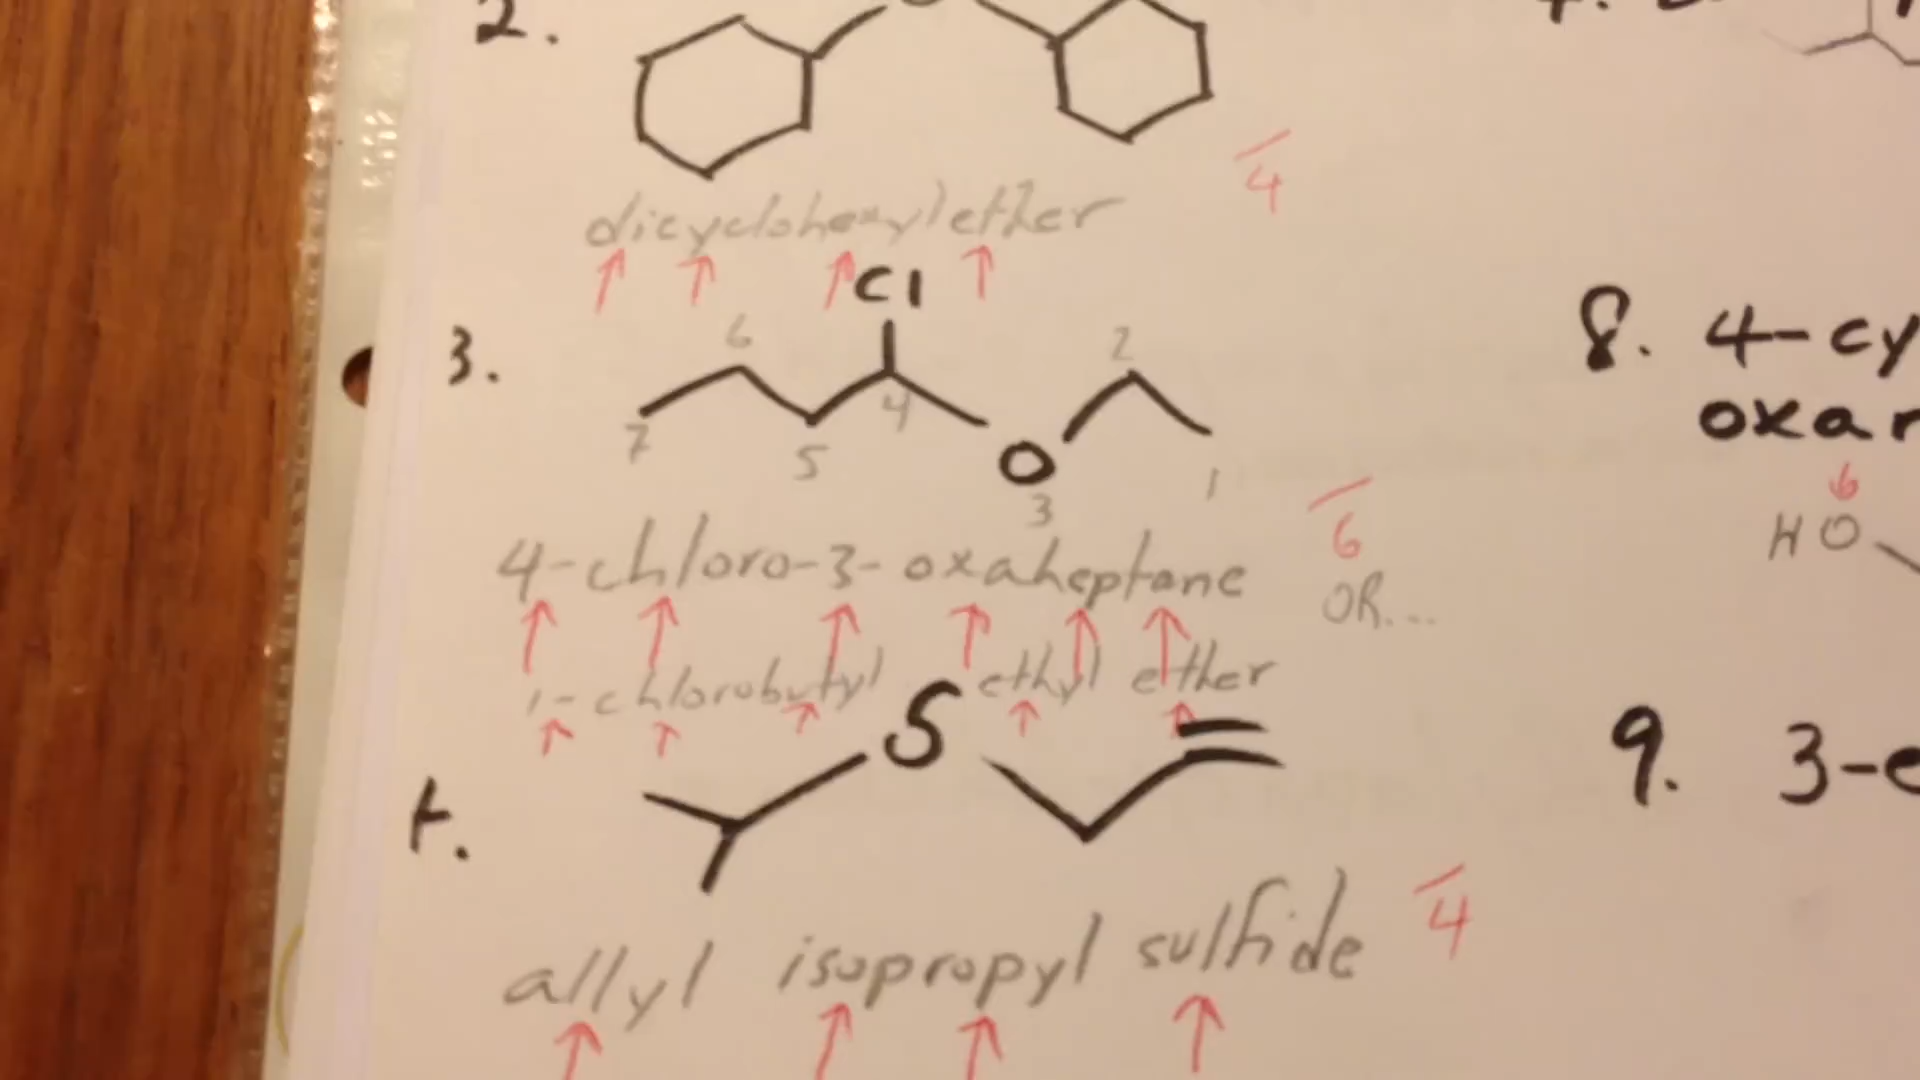 2.
4
dicyclohexylether
Cl
3.
6
2
4
7
5
O
1
3
4-chloro-3-oxaheptane
6
OR...
1-chlorobutyl ethyl ether
S
allyl isopropyl sulfide
4
8. 4-cy
oxa
HO
9. 3-e